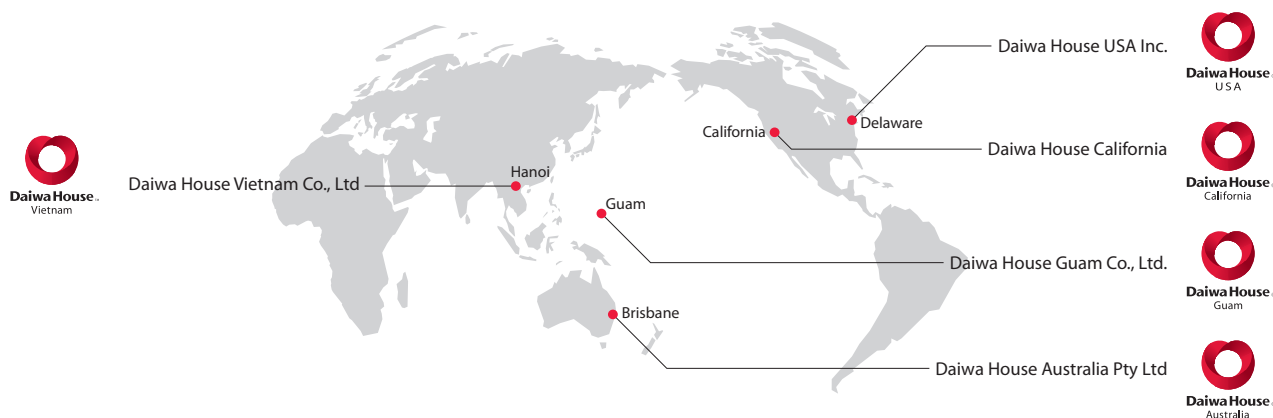 Daiwa House USA Inc.
Daiwa House
USA
Delaware
California
Daiwa House California
Daiwa House
California
Hanoi
Daiwa House Vietnam Co., Ltd
Daiwa House™
Vietnam
Guam
Daiwa House Guam Co., Ltd.
Daiwa House
Guam
Brisbane
Daiwa House Australia Pty Ltd
Daiwa House
Australia